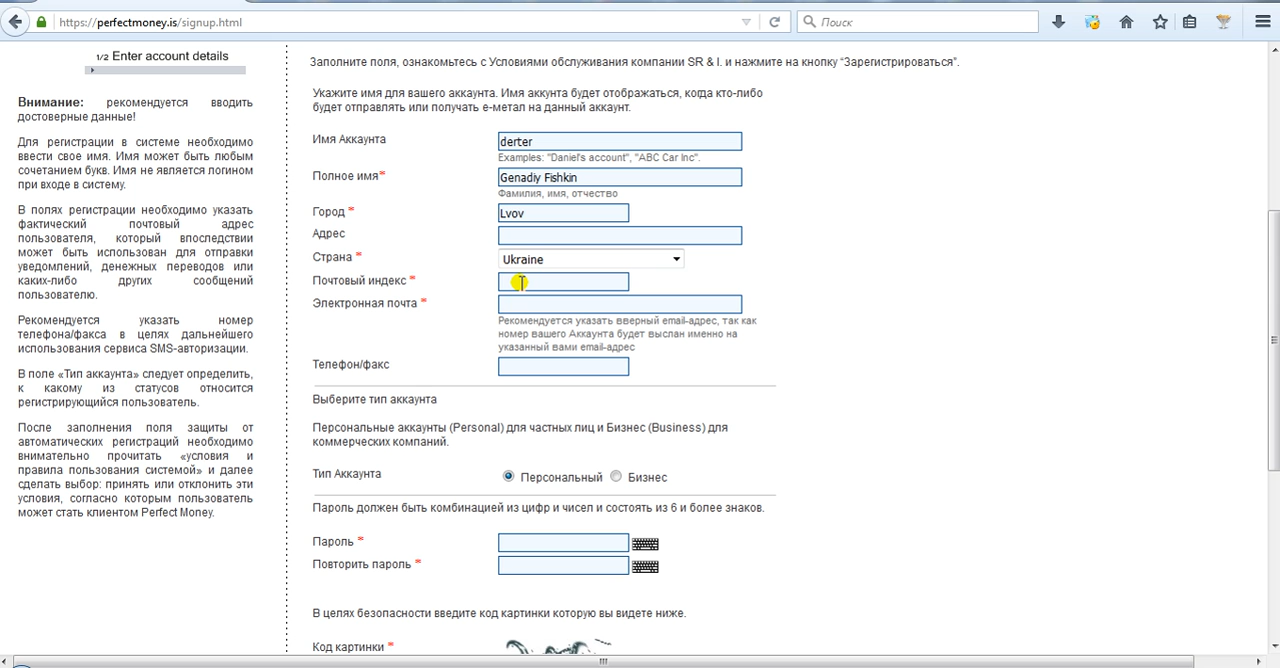 https://perfectmoney.is/signup.html
Поиск
1/2 Enter account details
Внимание: рекомендуется вводить
достоверные данные!
Для регистрации в системе необходимо
ввести свое имя. Имя может быть любым
сочетанием букв. Имя не является логином
при входе в систему.
В полях регистрации необходимо указать
фактический почтовый адрес
пользователя, который впоследствии
может быть использован для отправки
уведомлений, денежных переводов или
каких-либо других сообщений
пользователю.
Рекомендуется указать номер
телефона/факса в целях дальнейшего
использования сервиса SMS-авторизации.
В поле «Тип аккаунта» следует определить,
к какому из статусов относится
регистрирующийся пользователь.
После заполнения поля защиты от
автоматических регистраций необходимо
внимательно прочитать «условия и
правила пользования системой» и далее
сделать выбор: принять или отклонить эти
условия, согласно которым пользователь
может стать клиентом Perfect Money.
Заполните поля, ознакомьтесь с Условиями обслуживания компании SR & I. и нажмите на кнопку “Зарегистрироваться”.
Укажите имя для вашего аккаунта. Имя аккунта будет отображаться, когда кто-либо
будет отправлять или получать е-метал на данный аккаунт.
Имя Аккаунта derter
Examples: "Daniel's account", "ABC Car Inc".
Полное имя* Genadiy Fishkin
Фамилия, имя, отчество
Город * Lvov
Адрес
Страна * Ukraine
Почтовый индекс *
Электронная почта *
Рекомендуется указать вверный email-адрес, так как
номер вашего Аккаунта будет выслан именно на
указанный вами email-адрес
Телефон/факс
Выберите тип аккаунта
Персональные аккаунты (Personal) для частных лиц и Бизнес (Business) для
коммерческих компаний.
Тип Аккаунта Персональный Бизнес
Пароль должен быть комбинацией из цифр и чисел и состоять из 6 и более знаков.
Пароль *
Повторить пароль *
В целях безопасности введите код картинки которую вы видете ниже.
Код картинки *